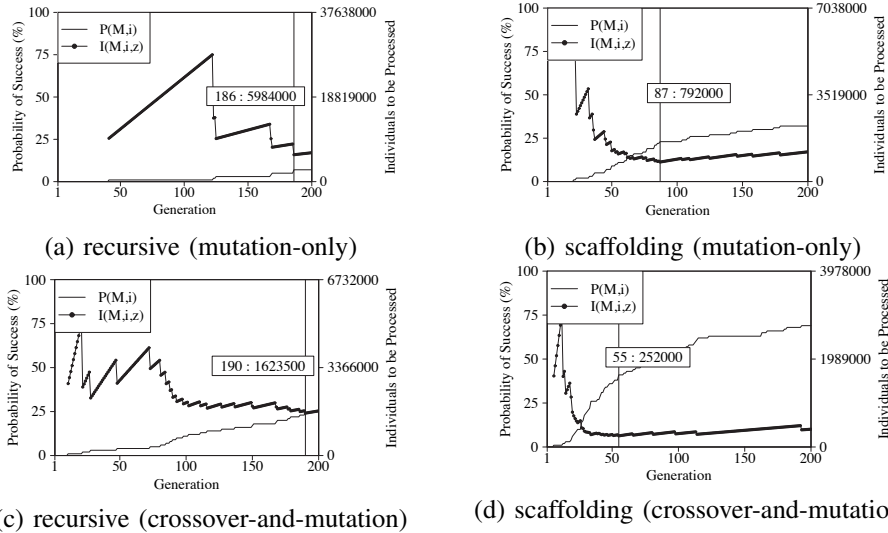 P(M,i)
I(M,i,z)
186 : 5984000
Probability of Success (%)
Individuals to be Processed
100
75
50
25
0
37638000
18819000
0
1
50
100
150
200
Generation
(a) recursive (mutation-only)
P(M,i)
I(M,i,z)
87 : 792000
Probability of Success (%)
Individuals to be Processed
100
75
50
25
0
7038000
3519000
0
1
50
100
150
200
Generation
(b) scaffolding (mutation-only)
P(M,i)
I(M,i,z)
190 : 1623500
Probability of Success (%)
Individuals to be Processed
100
75
50
25
0
6732000
3366000
0
1
50
100
150
200
Generation
(c) recursive (crossover-and-mutation)
P(M,i)
I(M,i,z)
55 : 252000
Probability of Success (%)
Individuals to be Processed
100
75
50
25
0
3978000
1989000
0
1
50
100
150
200
Generation
(d) scaffolding (crossover-and-mutatio